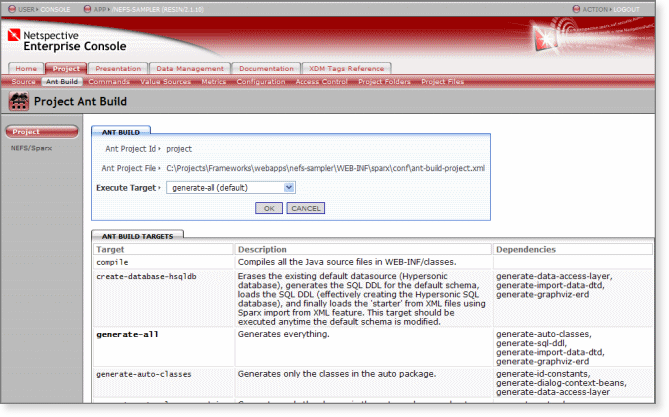 USER CONSOLE APP /NEFS-SAMPLER (RESIN/2.1.10) ACTION LOGOUT
Netspective
Enterprise Console
Home Project Presentation Data Management Documentation XDM Tags Reference
Source Ant Build Commands Value Sources Metrics Configuration Access Control Project Folders Project Files
Project Ant Build
Project
NEFS/Sparx
ANT BUILD
Ant Project Id project
Ant Project File C:\Projects\Frameworks\webapps\nefs-sampler\WEB-INF\sparx\conf\ant-build-project.xml
Execute Target generate-all (default)
OK CANCEL
ANT BUILD TARGETS
Target Description Dependencies
compile Compiles all the Java source files in WEB-INF/classes.
create-database-hsqldb Erases the existing default datasource (Hypersonic generate-data-access-layer,
database), generates the SQL DDL for the default schema, generate-import-data-dtd,
loads the SQL DDL (effectively creating the Hypersonic SQL generate-graphviz-erd
database), and finally loads the 'starter' from XML files using
Sparx import from XML feature. This target should be
executed anytime the default schema is modified.
generate-all Generates everything. generate-auto-classes,
generate-sql-ddl,
generate-import-data-dtd,
generate-graphviz-erd
generate-auto-classes Generates only the classes in the auto package. generate-id-constants,
generate-dialog-context-beans,
generate-data-access-layer